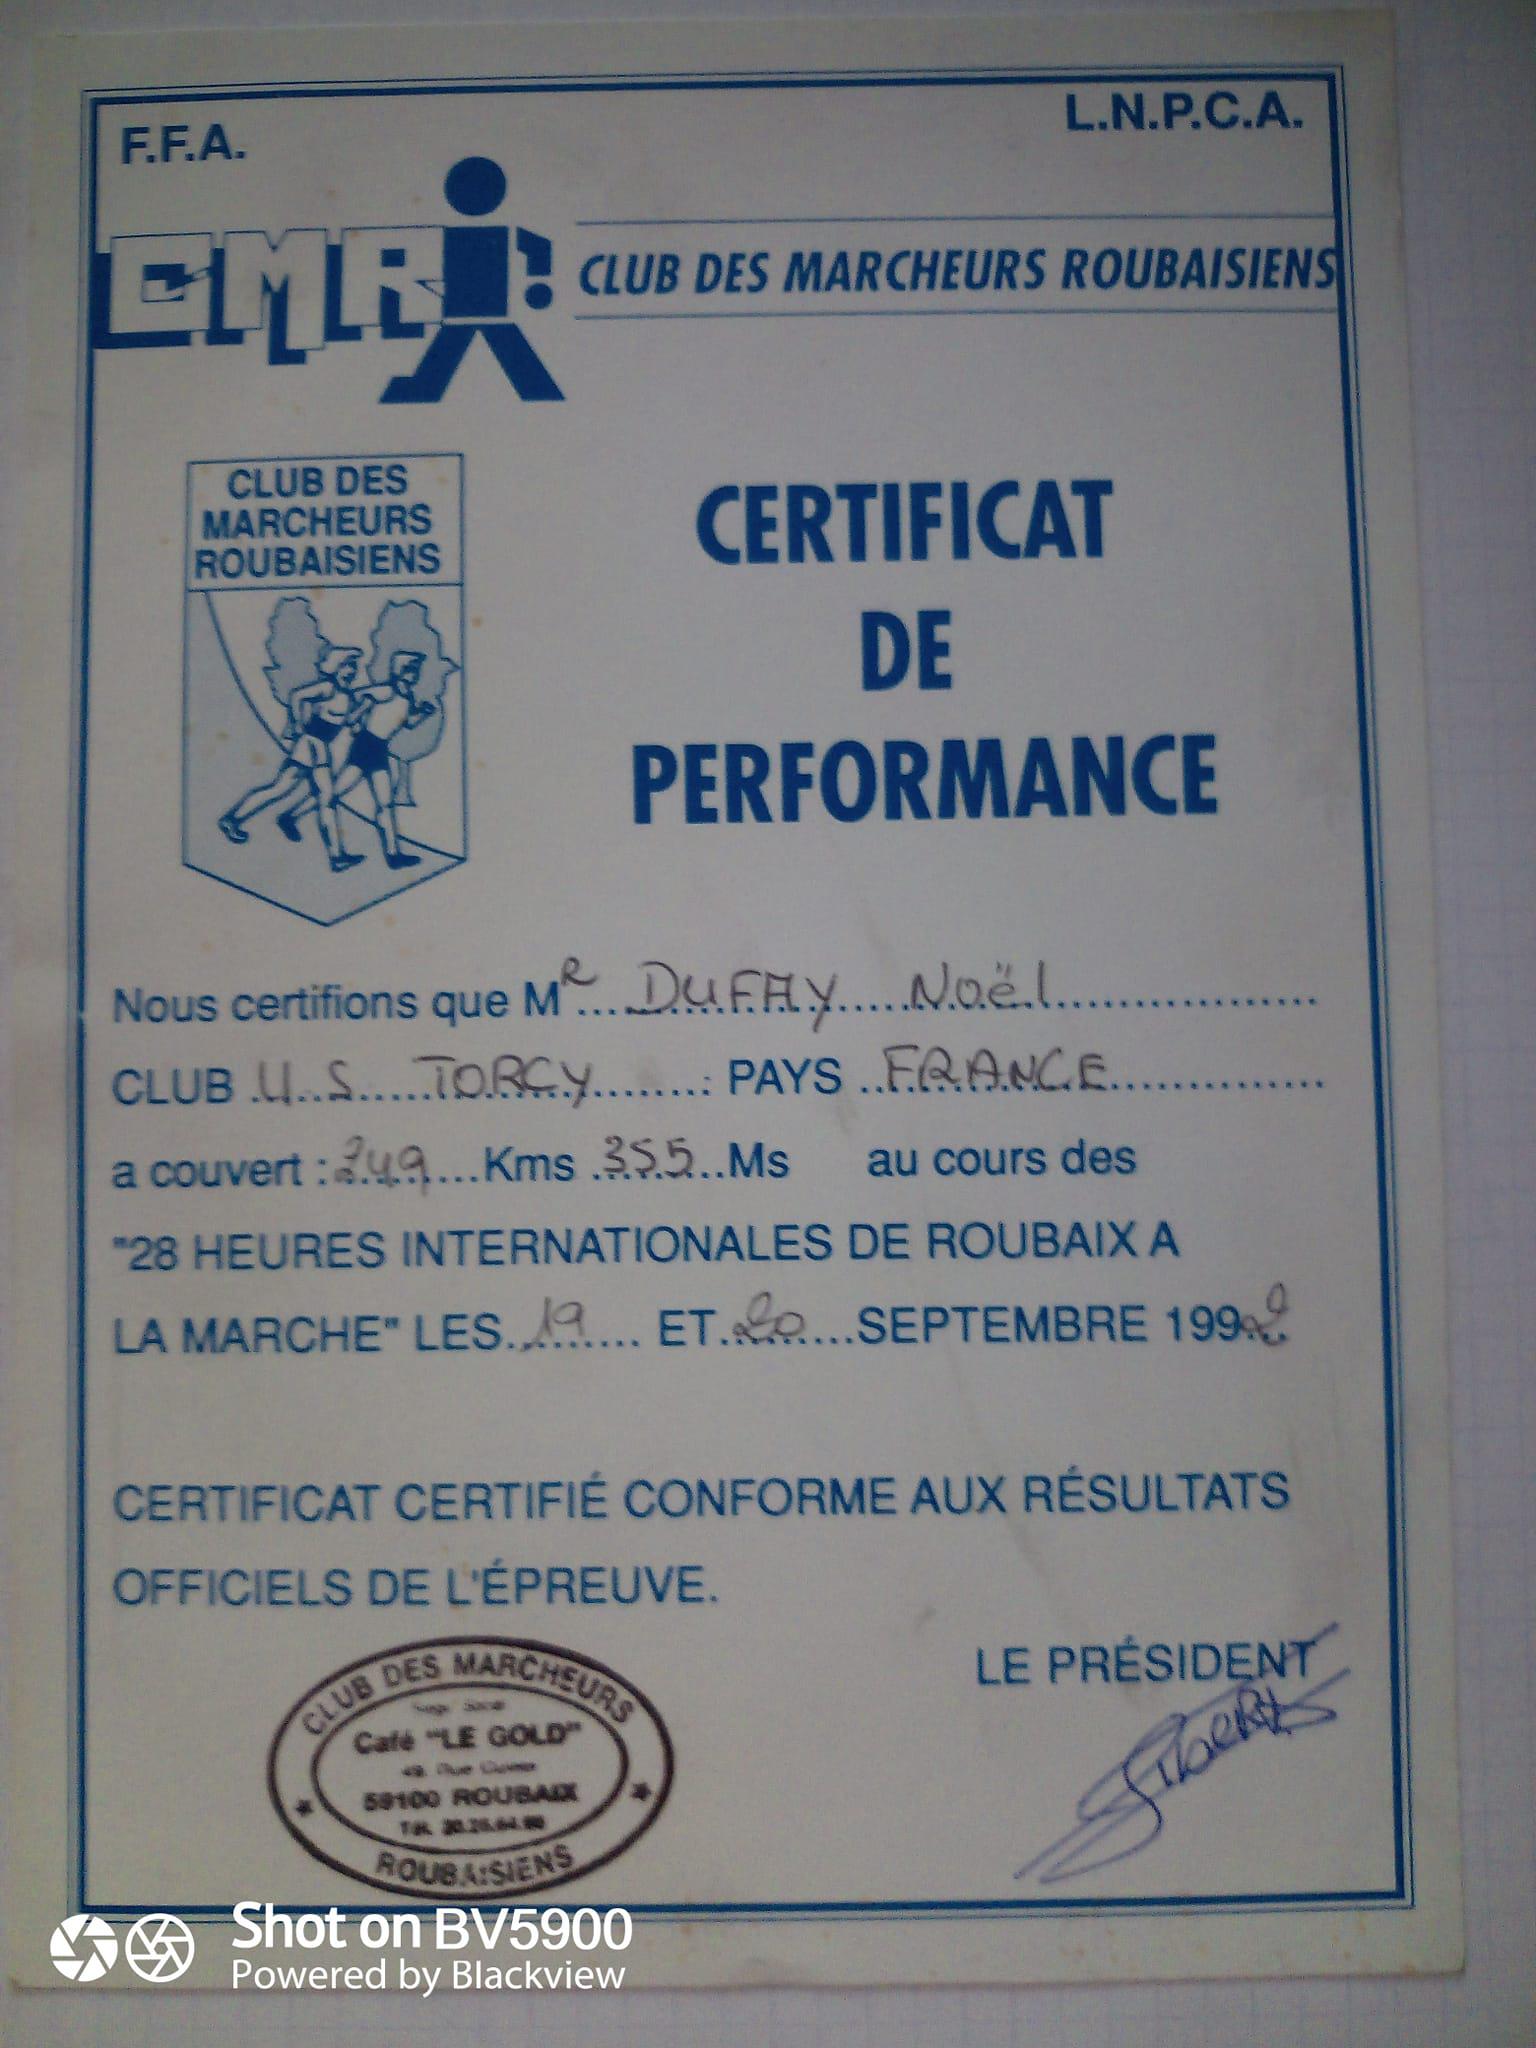 F.F.A.
L.N.P.C.A.
CMR
CLUB DES MARCHEURS ROUBAISIENS
CLUB DES
MARCHEURS
ROUBAISIENS
CERTIFICAT
DE
PERFORMANCE
Nous certifions que MR DUFAY Noël
CLUB U.S TORCY : PAYS FRANCE
a couvert : 249 Kms 355 Ms au cours des
"28 HEURES INTERNATIONALES DE ROUBAIX A
LA MARCHE" LES 19 ET 20 SEPTEMBRE 1992
CERTIFICAT CERTIFIÉ CONFORME AUX RÉSULTATS
OFFICIELS DE L'ÉPREUVE.
LE PRÉSIDENT
CLUB DES MARCHEURS
Café "LE GOLD"
59100 ROUBAIX
ROUBAISIENS
Shot on BV5900
Powered by Blackview